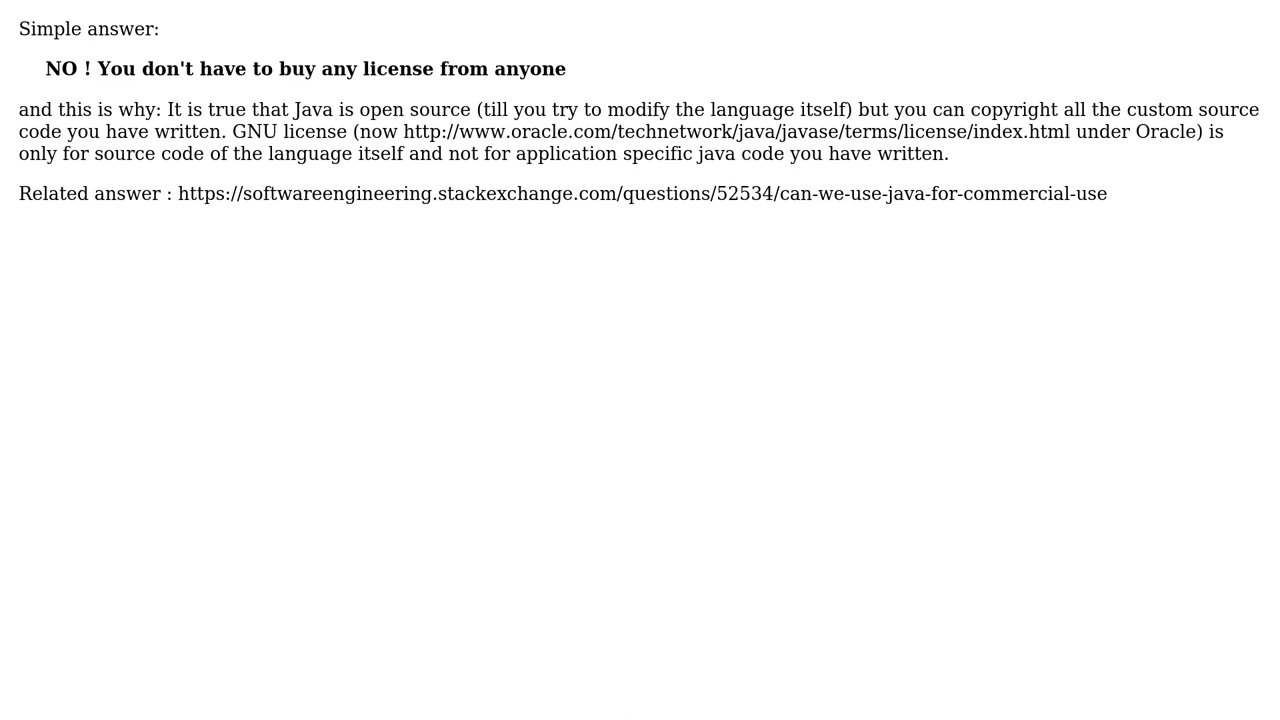 Simple answer:
NO ! You don't have to buy any license from anyone
and this is why: It is true that Java is open source (till you try to modify the language itself) but you can copyright all the custom source
code you have written. GNU license (now http://www.oracle.com/technetwork/java/javase/terms/license/index.html under Oracle) is
only for source code of the language itself and not for application specific java code you have written.
Related answer : https://softwareengineering.stackexchange.com/questions/52534/can-we-use-java-for-commercial-use